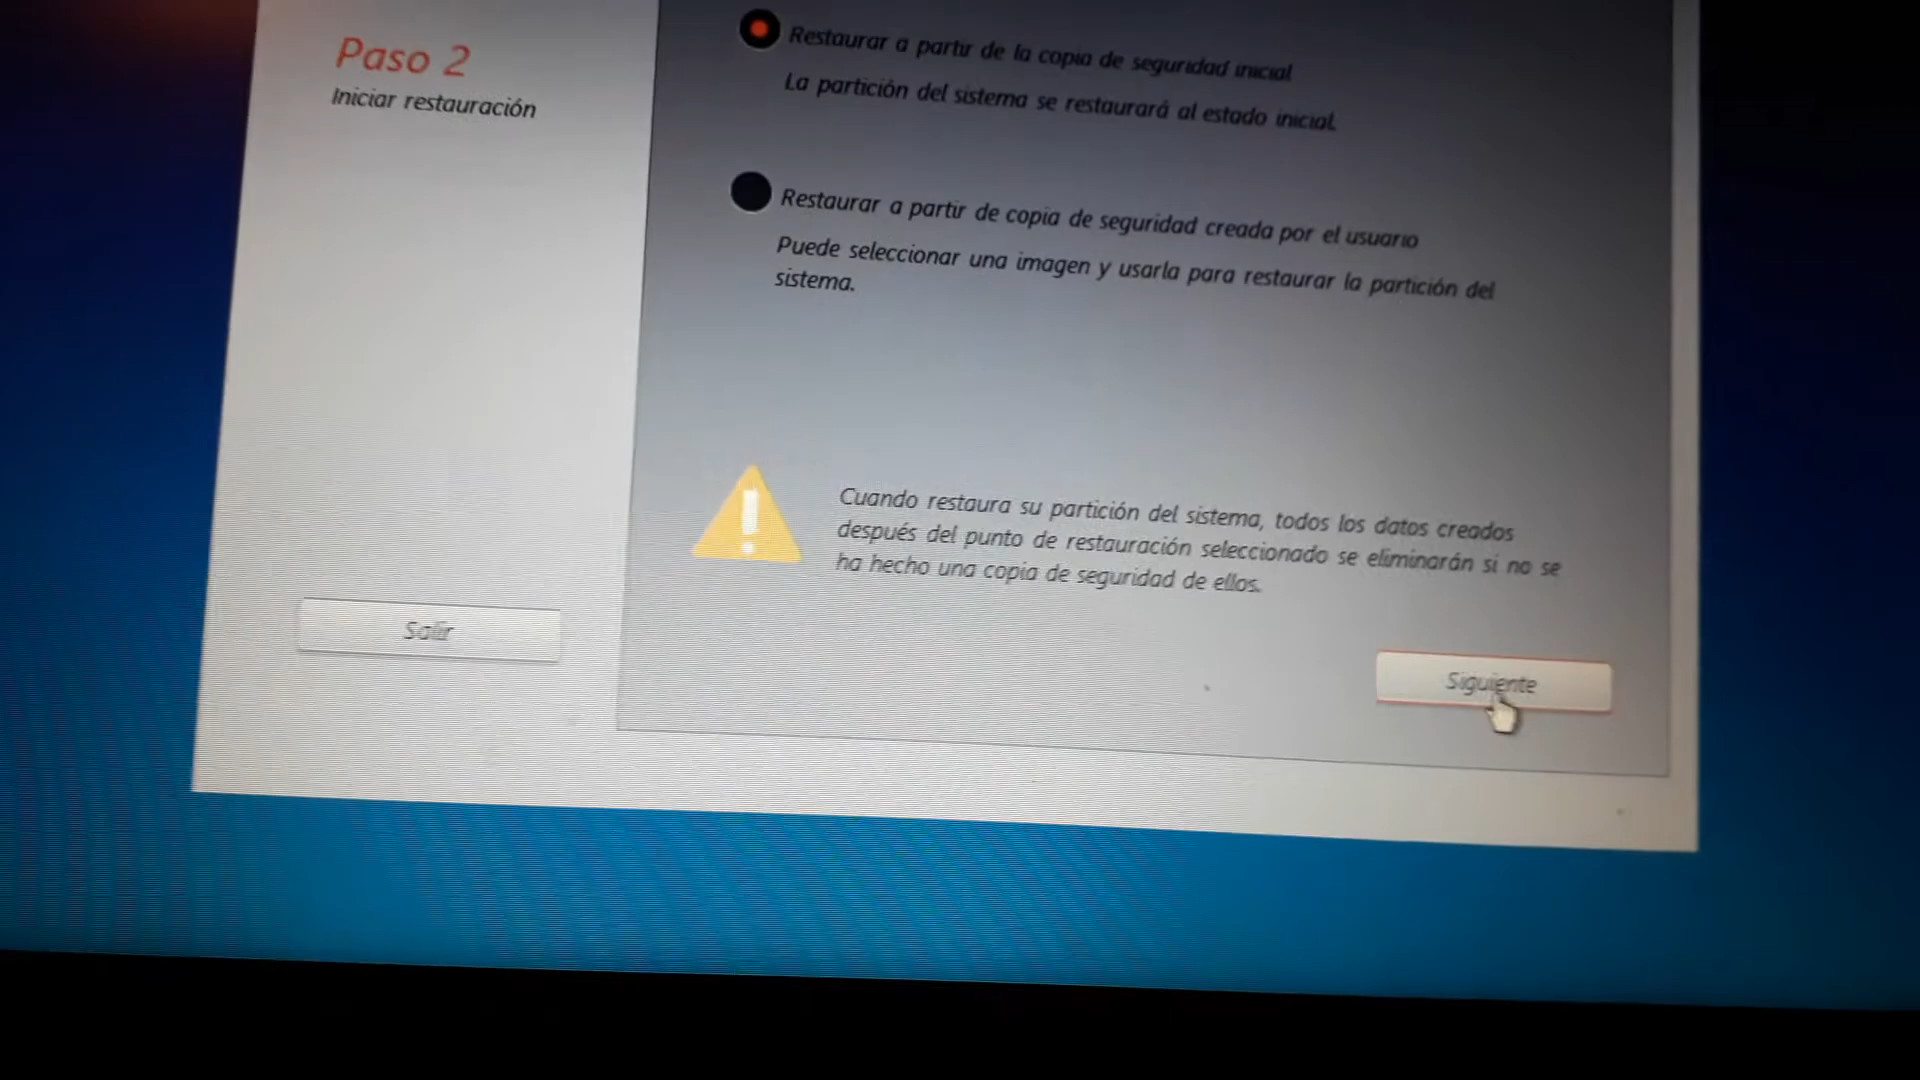 Paso 2
Iniciar restauración
Restaurar a partir de la copia de seguridad inicial
La partición del sistema se restaurará al estado inicial.
Restaurar a partir de copia de seguridad creada por el usuario
Puede seleccionar una imagen y usarla para restaurar la partición del
sistema.
Cuando restaura su partición del sistema, todos los datos creados
después del punto de restauración seleccionado se eliminarán si no se
ha hecho una copia de seguridad de ellos.
Salir
Siguiente